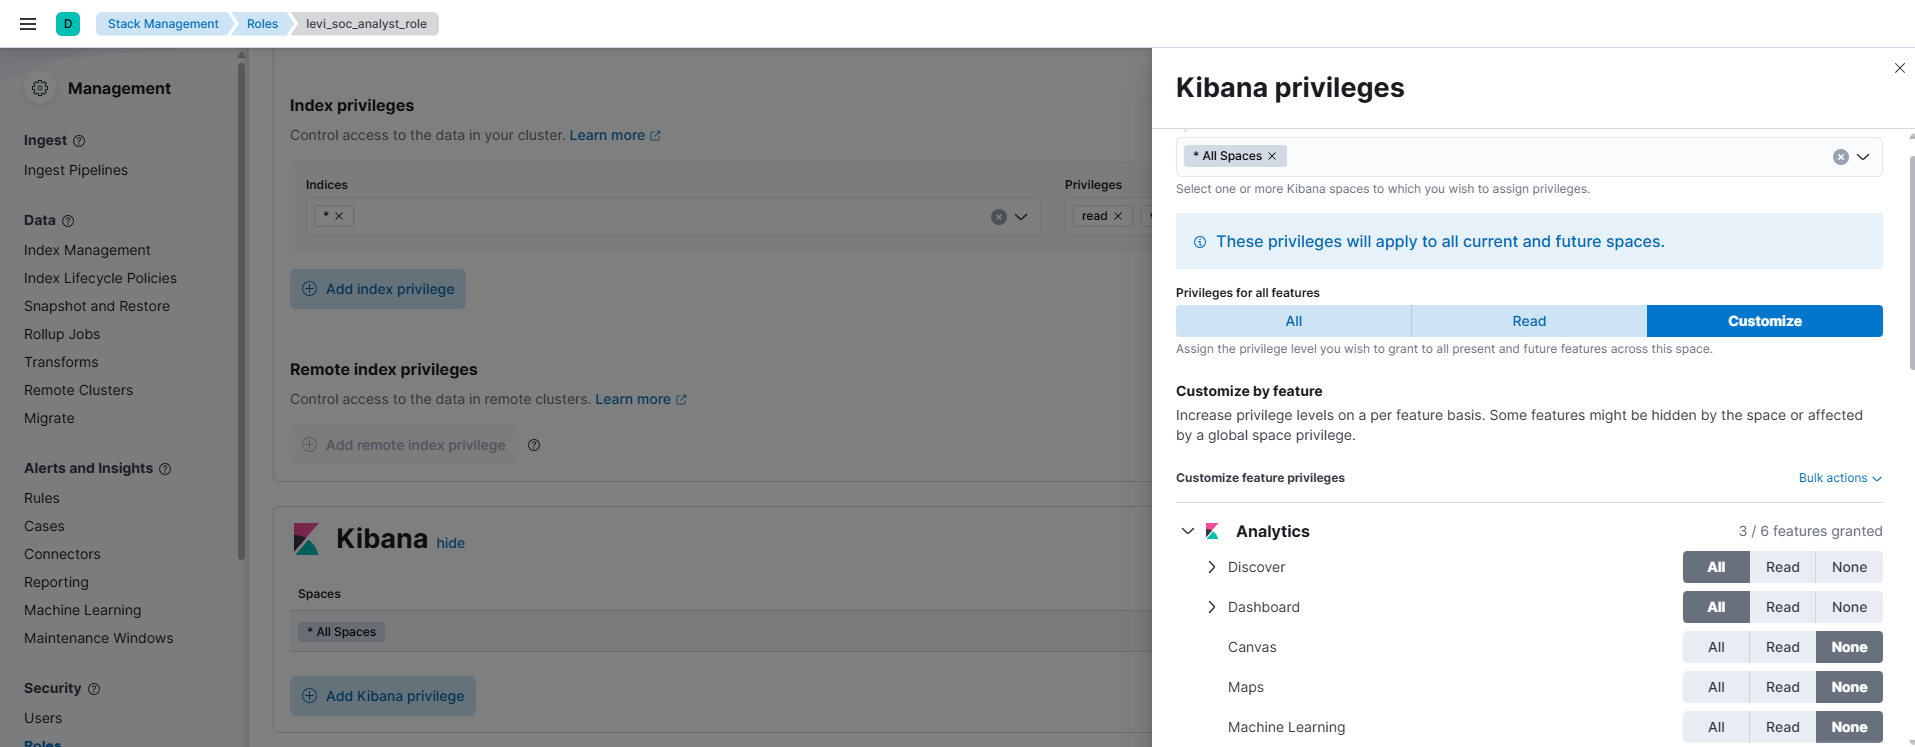 D
Stack Management
Roles
levi_soc_analyst_role
Management
Ingest
Ingest Pipelines
Data
Index Management
Index Lifecycle Policies
Snapshot and Restore
Rollup Jobs
Transforms
Remote Clusters
Migrate
Alerts and Insights
Rules
Cases
Connectors
Reporting
Machine Learning
Maintenance Windows
Security
Users
Roles
Index privileges
Control access to the data in your cluster. Learn more
Indices
Privileges
*
read
Add index privilege
Remote index privileges
Control access to the data in remote clusters. Learn more
Add remote index privilege
Kibana hide
Spaces
* All Spaces
Add Kibana privilege
Kibana privileges
* All Spaces
Select one or more Kibana spaces to which you wish to assign privileges.
These privileges will apply to all current and future spaces.
Privileges for all features
All Read Customize
Assign the privilege level you wish to grant to all present and future features across this space.
Customize by feature
Increase privilege levels on a per feature basis. Some features might be hidden by the space or affected
by a global space privilege.
Customize feature privileges
Bulk actions
Analytics 3 / 6 features granted
Discover All Read None
Dashboard All Read None
Canvas All Read None
Maps All Read None
Machine Learning All Read None